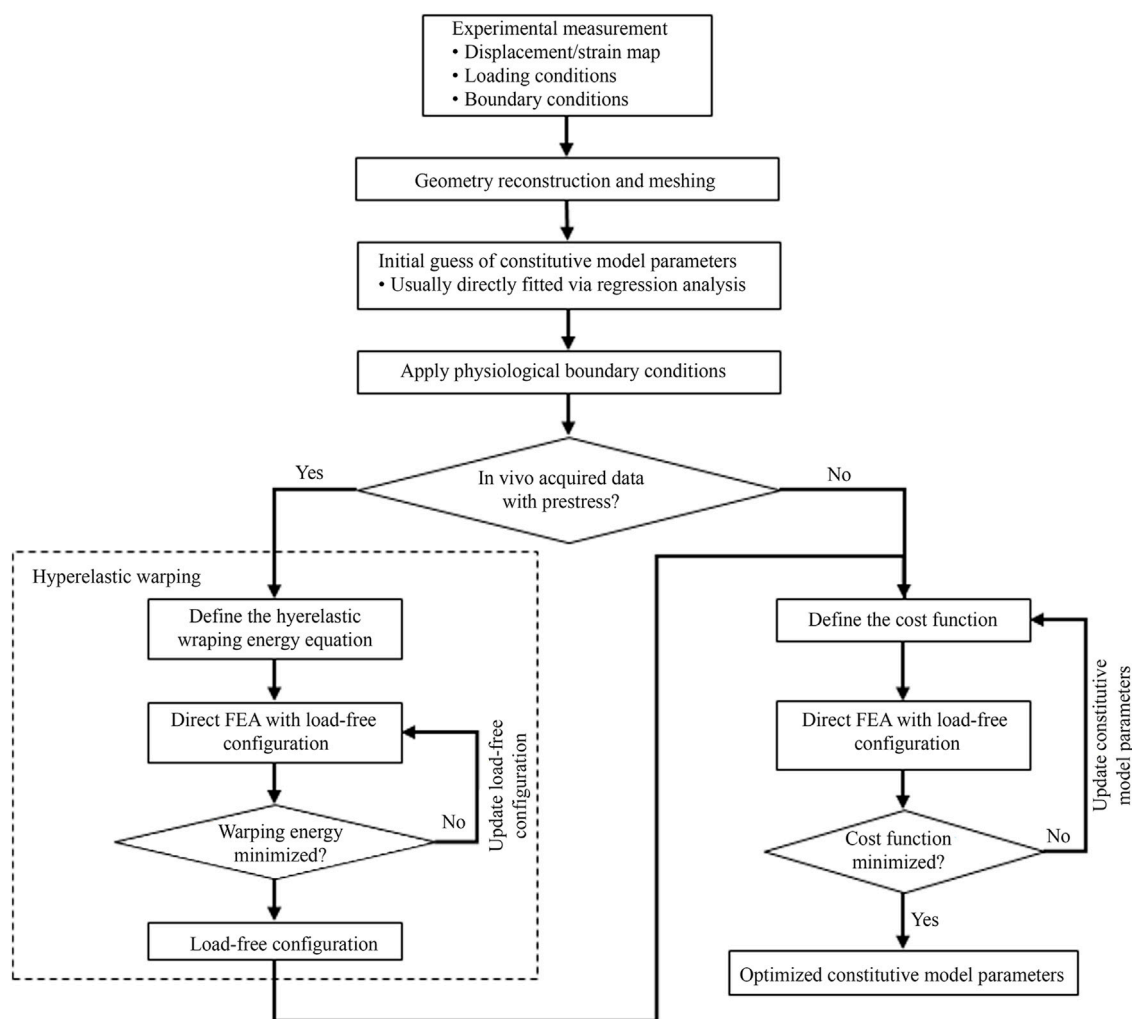 Experimental measurement
• Displacement/strain map
• Loading conditions
• Boundary conditions
Geometry reconstruction and meshing
Initial guess of constitutive model parameters
• Usually directly fitted via regression analysis
Apply physiological boundary conditions
In vivo acquired data
with prestress?
Yes
No
Hyperelastic warping
Define the hyerelastic
wraping energy equation
Direct FEA with load-free
configuration
Warping energy
minimized?
No
Update load-free
configuration
Load-free configuration
Define the cost function
Direct FEA with load-free
configuration
Cost function
minimized?
No
Update constitutive
model parameters
Yes
Optimized constitutive model parameters